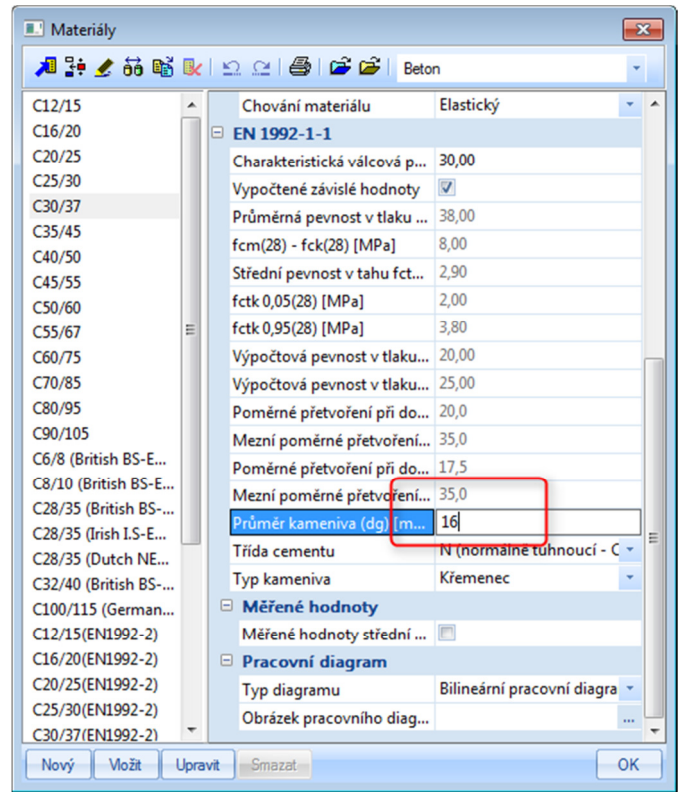 Materiály
Beton
C12/15
C16/20
C20/25
C25/30
C30/37
C35/45
C40/50
C45/55
C50/60
C55/67
C60/75
C70/85
C80/95
C90/105
C6/8 (British BS-E...
C8/10 (British BS-E...
C28/35 (British BS-...
C28/35 (Irish I.S-E...
C28/35 (Dutch NE...
C32/40 (British BS-...
C100/115 (German...
C12/15(EN1992-2)
C16/20(EN1992-2)
C20/25(EN1992-2)
C25/30(EN1992-2)
C30/37(EN1992-2)
Chování materiálu Elastický
EN 1992-1-1
Charakteristická válcová p... 30,00
Vypočtené závislé hodnoty
Průměrná pevnost v tlaku ... 38,00
fcm(28) - fck(28) [MPa] 8,00
Střední pevnost v tahu fct... 2,90
fctk 0,05(28) [MPa] 2,00
fctk 0,95(28) [MPa] 3,80
Výpočtová pevnost v tlaku... 20,00
Výpočtová pevnost v tlaku... 25,00
Poměrné přetvoření při do... 20,0
Mezní poměrné přetvoření... 35,0
Poměrné přetvoření při do... 17,5
Mezní poměrné přetvoření... 35,0
Průměr kameniva (dg) [m... 16
Třída cementu N (normálně tuhnoucí - C
Typ kameniva Křemenec
Měřené hodnoty
Měřené hodnoty střední ...
Pracovní diagram
Typ diagramu Bilineární pracovní diagra
Obrázek pracovního diag... ...
Nový Vložit Upravit Smazat OK